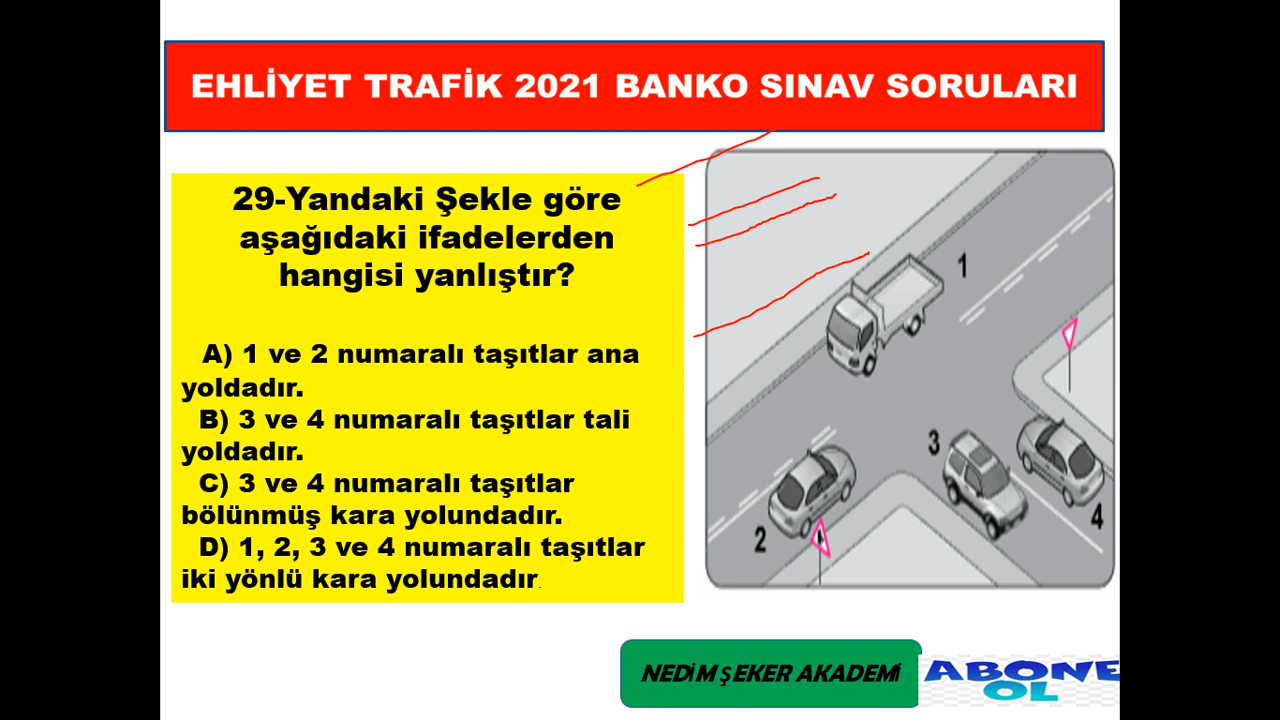 EHLİYET TRAFİK 2021 BANKO SINAV SORULARI
29-Yandaki Şekle göre
aşağıdaki ifadelerden
hangisi yanlıştır?
A) 1 ve 2 numaralı taşıtlar ana
yoldadır.
B) 3 ve 4 numaralı taşıtlar tali
yoldadır.
C) 3 ve 4 numaralı taşıtlar
bölünmüş kara yolundadır.
D) 1, 2, 3 ve 4 numaralı taşıtlar
iki yönlü kara yolundadır.
1
3
2
4
NEDİM ŞEKER AKADEMİ
ABONE
OL